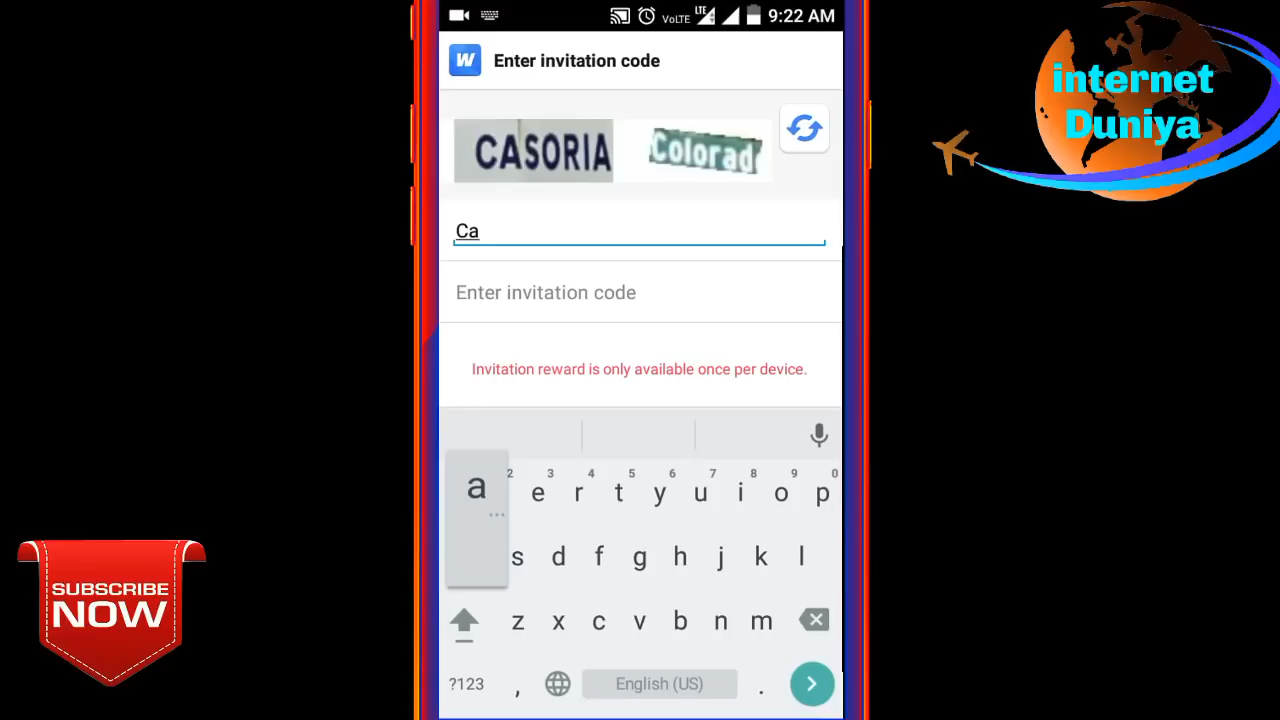 LTE
VoLTE
9:22 AM
W
Enter invitation code
CASORIA
Colorad
Ca
Enter invitation code
Invitation reward is only available once per device.
a
...
2 3 4 5 6 7 8 9 0
e r t y u i o p
s d f g h j k l
z x c v b n m
?123 , English (US) .
internet
Duniya
SUBSCRIBE
NOW